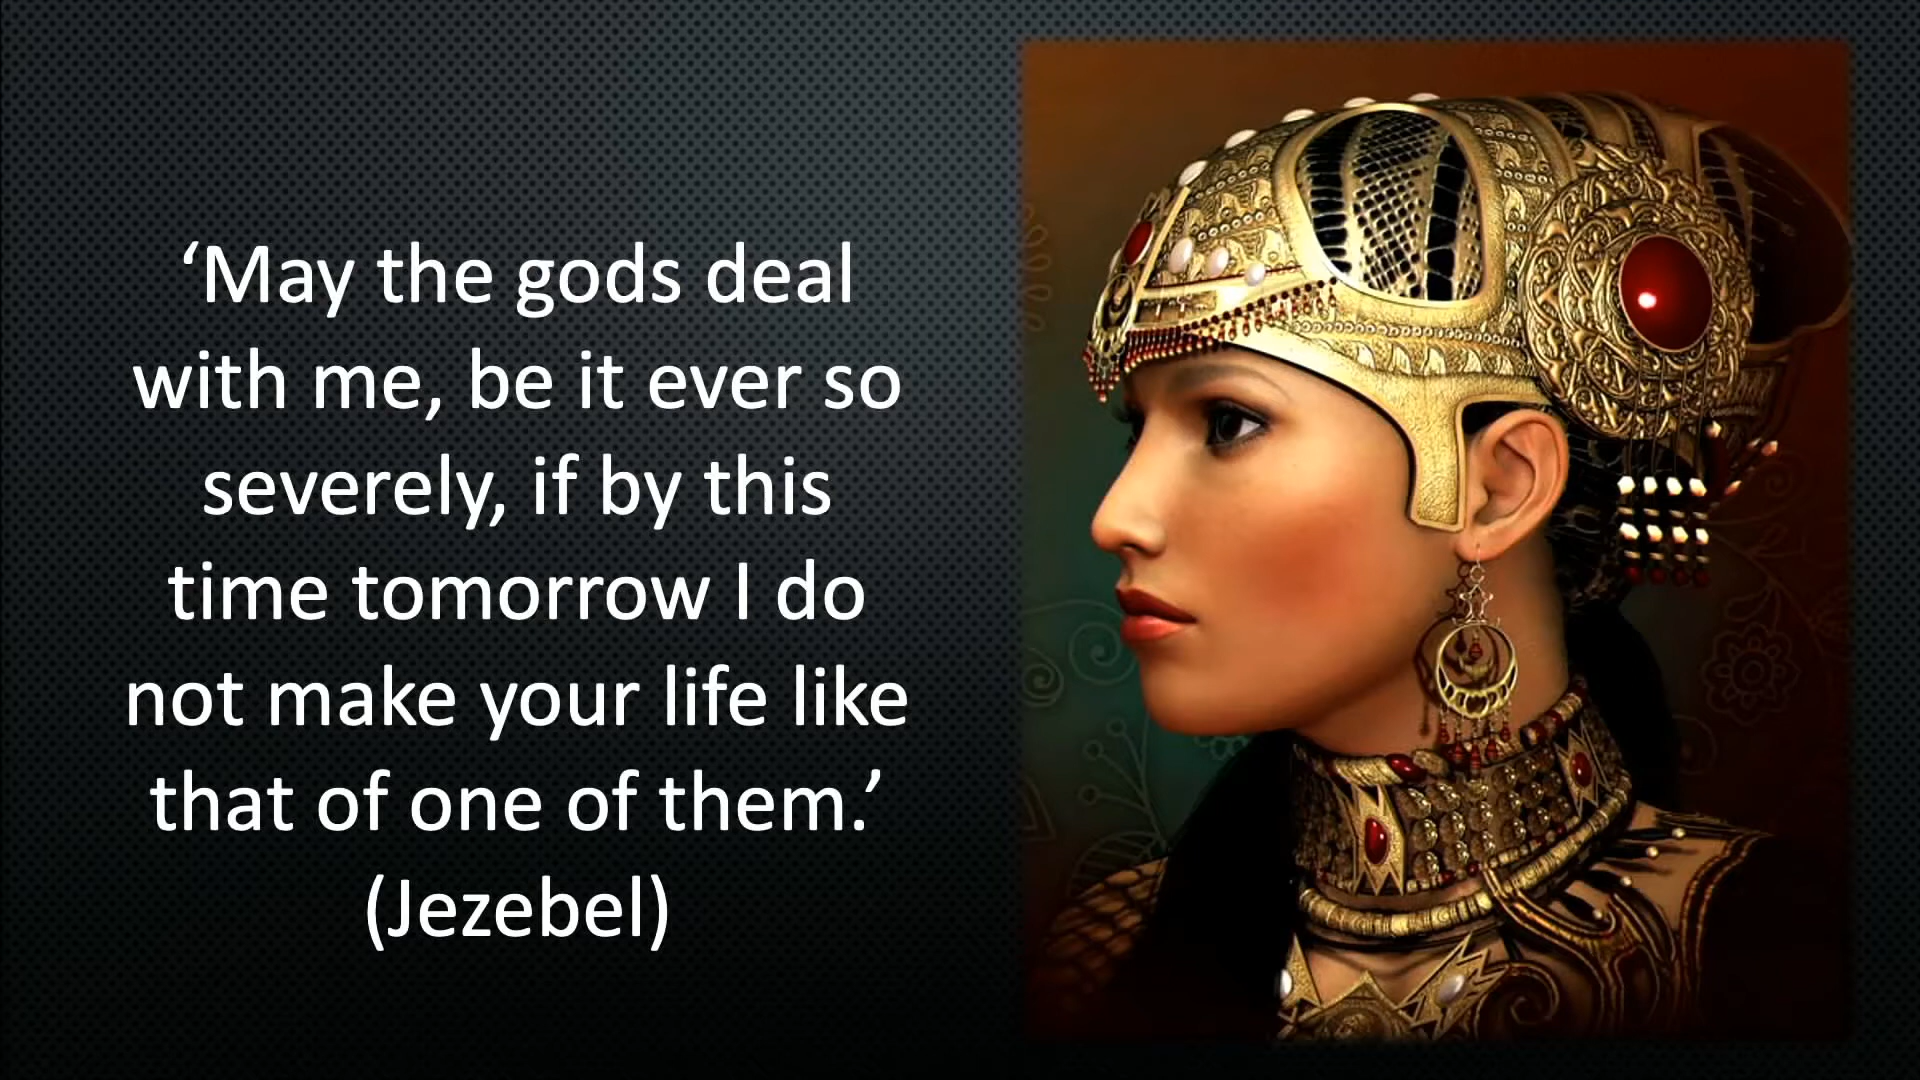 ‘May the gods deal
with me, be it ever so
severely, if by this
time tomorrow I do
not make your life like
that of one of them.’
(Jezebel)